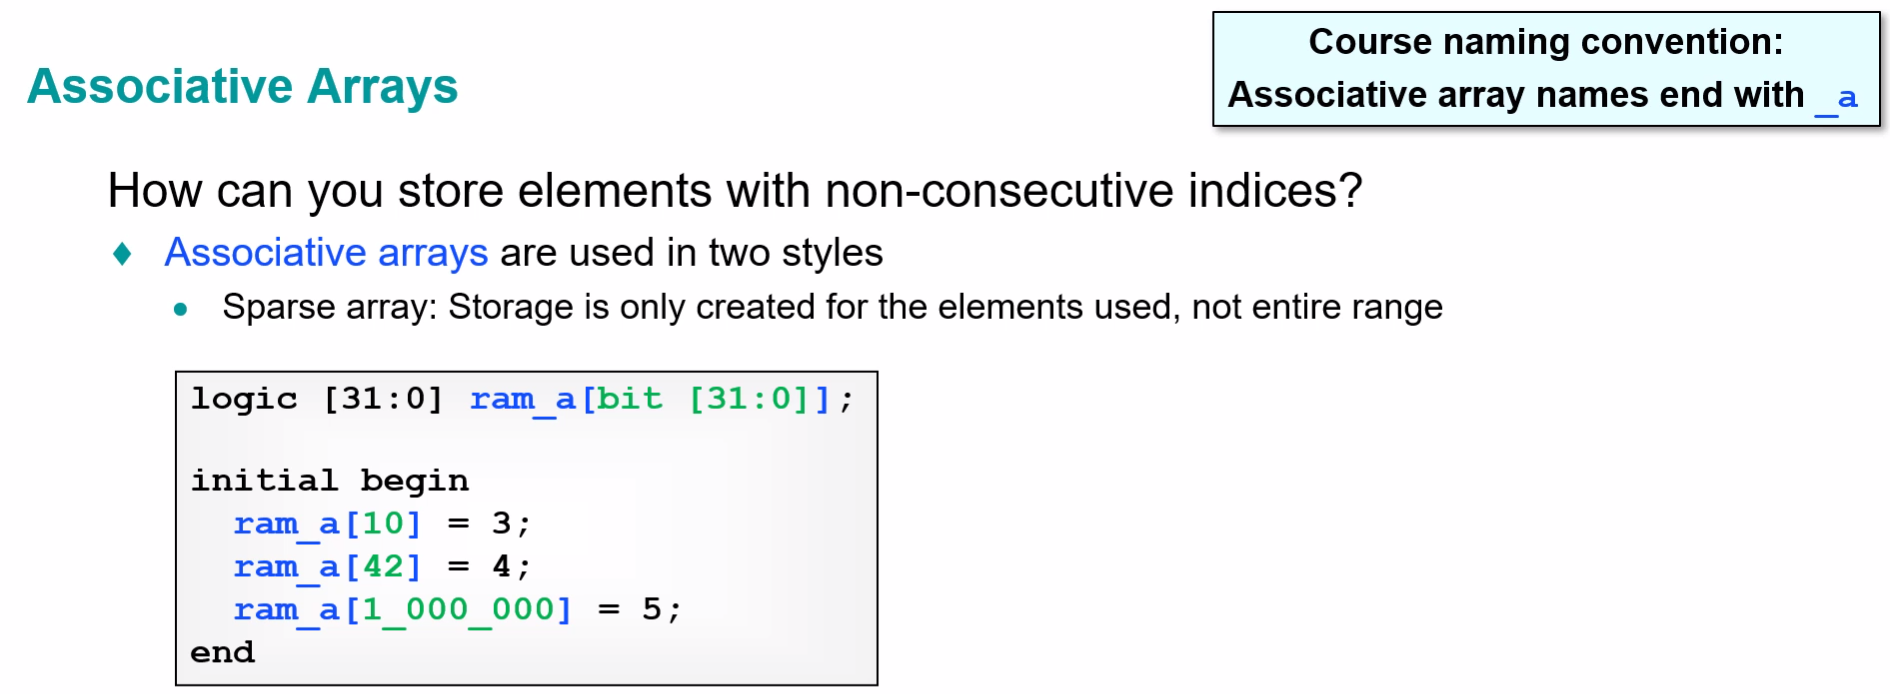 Associative Arrays
Course naming convention:
Associative array names end with _a
How can you store elements with non-consecutive indices?
♦ Associative arrays are used in two styles
• Sparse array: Storage is only created for the elements used, not entire range
logic [31:0] ram_a[bit [31:0]];
initial begin
  ram_a[10] = 3;
  ram_a[42] = 4;
  ram_a[1_000_000] = 5;
end